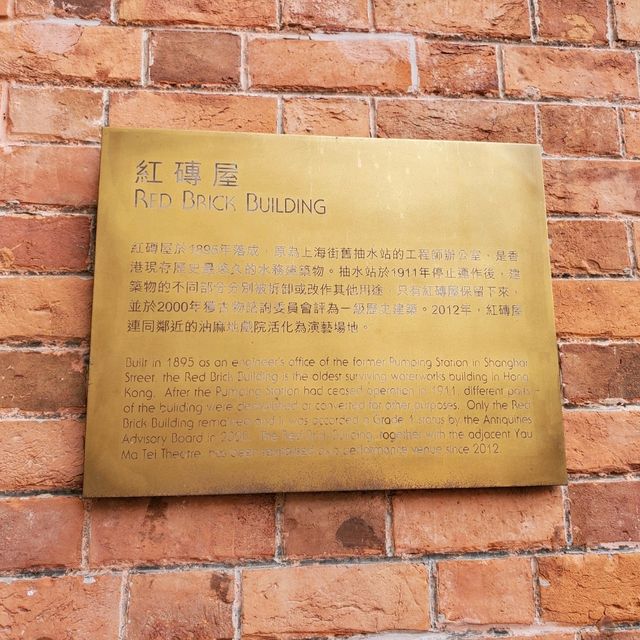 紅磚屋
RED BRICK BUILDING
紅磚屋於1895年落成，原為上海街舊抽水站的工程師辦公室，是香
港現存歷史最悠久的水務建築物。抽水站於1911年停止運作後，建
築物的不同部分分別被拆卸或改作其他用途，只有紅磚屋保留下來，
並於2000年獲古物諮詢委員會評為一級歷史建築。2012年，紅磚屋
連同鄰近的油麻地戲院活化為演藝場地。
Built in 1895 as an engineer's office of the former Pumping Station in Shanghai
Street, the Red Brick Building is the oldest surviving waterworks building in Hong
Kong. After the Pumping Station had ceased operation in 1911, different parts
of the building were demolished or converted for other purposes. Only the Red
Brick Building remained and it was accorded a Grade 1 status by the Antiquities
Advisory Board in 2000. The Red Brick Building, together with the adjacent Yau
Ma Tei Theatre, has been revitalised as a performance venue since 2012.